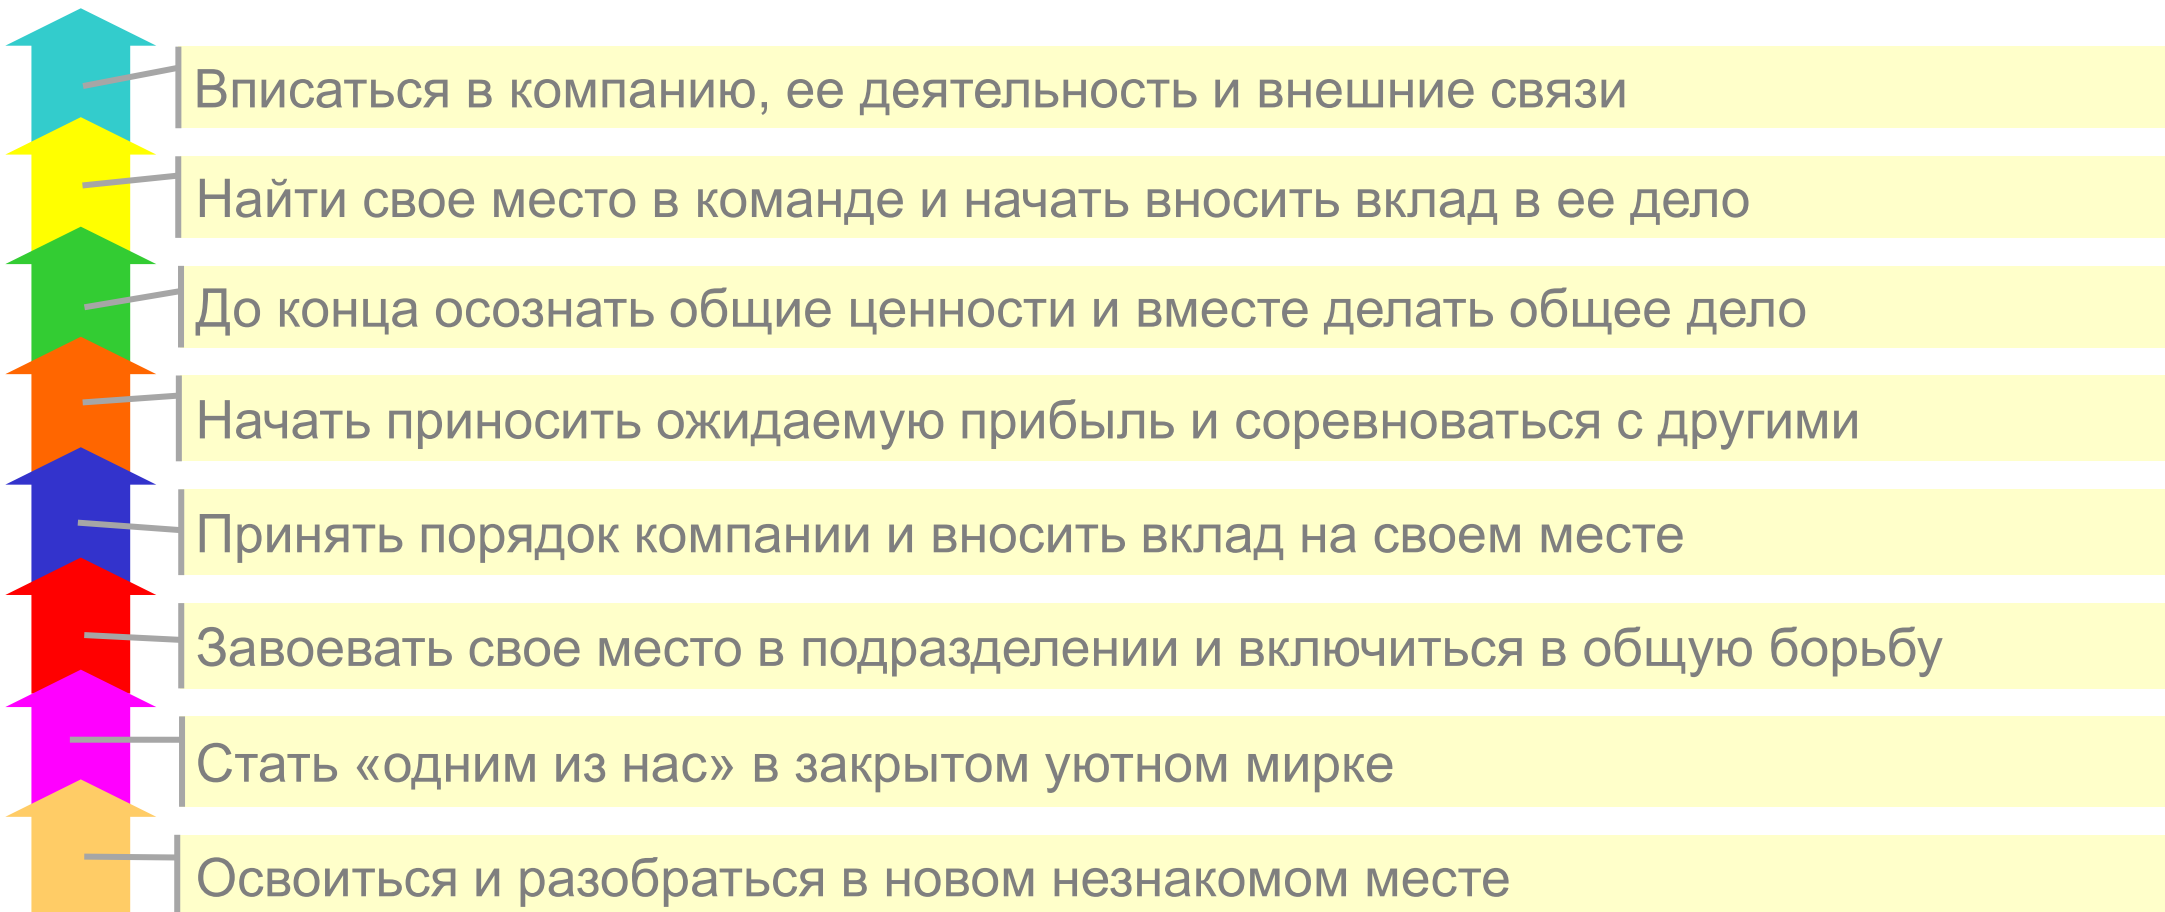 Вписаться в компанию, ее деятельность и внешние связи
Найти свое место в команде и начать вносить вклад в ее дело
До конца осознать общие ценности и вместе делать общее дело
Начать приносить ожидаемую прибыль и соревноваться с другими
Принять порядок компании и вносить вклад на своем месте
Завоевать свое место в подразделении и включиться в общую борьбу
Стать «одним из нас» в закрытом уютном мирке
Освоиться и разобраться в новом незнакомом месте